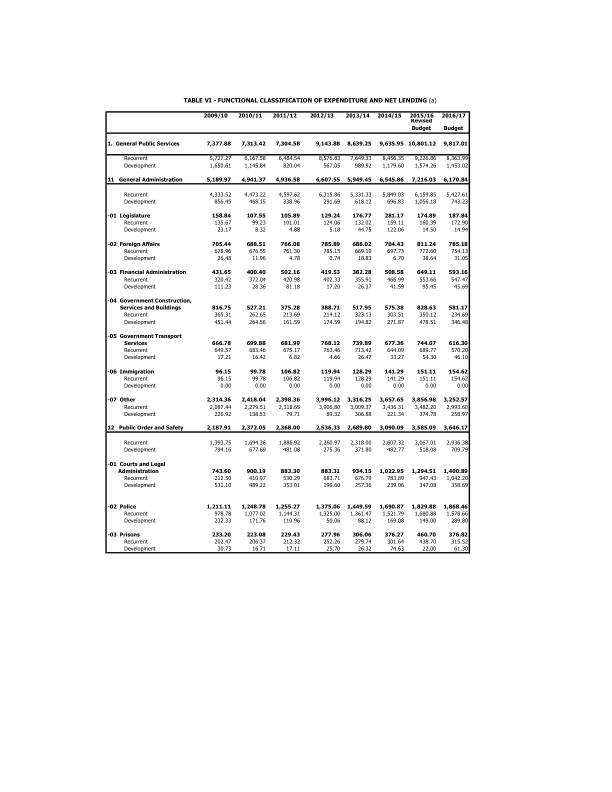 TABLE VI - FUNCTIONAL CLASSIFICATION OF EXPENDITURE AND NET LENDING (a)
2009/10 2010/11 2011/12 2012/13 2013/14 2014/15 2015/16 2016/17
Revised
Budget Budget
1. General Public Services 7,377.88 7,313.42 7,304.58 9,143.88 8,639.25 9,635.95 10,801.12 9,817.01
Recurrent 5,727.27 6,167.58 6,484.54 8,576.83 7,649.33 8,456.35 9,226.86 8,363.99
Development 1,650.61 1,145.84 820.04 567.05 989.92 1,179.60 1,574.26 1,453.02
11 General Administration 5,189.97 4,941.37 4,936.58 6,607.55 5,949.45 6,545.86 7,216.03 6,170.84
Recurrent 4,333.52 4,473.22 4,597.62 6,315.86 5,331.33 5,849.03 6,159.85 5,427.61
Development 856.45 468.15 338.96 291.69 618.12 696.83 1,056.18 743.23
-01 Legislature 158.84 107.55 105.89 129.24 176.77 281.17 174.89 187.84
Recurrent 135.67 99.23 101.01 124.06 132.02 159.11 160.39 172.90
Development 23.17 8.32 4.88 5.18 44.75 122.06 14.50 14.94
-02 Foreign Affairs 705.44 688.51 766.08 785.89 688.02 704.43 811.24 785.18
Recurrent 678.96 676.55 761.30 785.15 669.19 697.73 772.60 754.13
Development 26.48 11.96 4.78 0.74 18.83 6.70 38.64 31.05
-03 Financial Administration 431.65 400.40 502.16 419.53 382.28 508.58 649.11 593.16
Recurrent 320.42 372.04 420.98 402.33 355.91 466.99 553.66 547.47
Development 111.23 28.36 81.18 17.20 26.37 41.59 95.45 45.69
-04 Government Construction,
Services and Buildings 816.75 527.21 375.28 388.71 517.95 575.38 828.63 581.17
Recurrent 365.31 262.65 213.69 214.12 323.13 303.51 350.12 234.69
Development 451.44 264.56 161.59 174.59 194.82 271.87 478.51 346.48
-05 Government Transport
Services 666.78 699.88 681.99 768.12 739.89 677.36 744.07 616.30
Recurrent 649.57 683.46 675.17 763.46 713.42 644.09 689.77 570.20
Development 17.21 16.42 6.82 4.66 26.47 33.27 54.30 46.10
-06 Immigration 96.15 99.78 106.82 119.94 128.29 141.29 151.11 154.62
Recurrent 96.15 99.78 106.82 119.94 128.29 141.29 151.11 154.62
Development 0.00 0.00 0.00 0.00 0.00 0.00 0.00 0.00
-07 Other 2,314.36 2,418.04 2,398.36 3,996.12 3,316.25 3,657.65 3,856.98 3,252.57
Recurrent 2,087.44 2,279.51 2,318.65 3,906.80 3,009.37 3,436.31 3,482.20 2,993.60
Development 226.92 138.53 79.71 89.32 306.88 221.34 374.78 258.97
12 Public Order and Safety 2,187.91 2,372.05 2,368.00 2,536.33 2,689.80 3,090.09 3,585.09 3,646.17
Recurrent 1,393.75 1,694.36 1,886.92 2,260.97 2,318.00 2,607.32 3,067.01 2,936.38
Development 794.16 677.69 481.08 275.36 371.80 482.77 518.08 709.79
-01 Courts and Legal
Administration 743.60 900.19 883.30 883.31 934.15 1,022.95 1,294.51 1,400.89
Recurrent 212.50 410.97 530.29 683.71 676.79 783.89 947.43 1,042.20
Development 531.10 489.22 353.01 199.60 257.36 239.06 347.08 358.69
-02 Police 1,211.11 1,248.78 1,255.27 1,375.06 1,449.59 1,690.87 1,829.88 1,868.46
Recurrent 978.78 1,077.02 1,144.31 1,325.00 1,361.47 1,521.79 1,680.88 1,578.66
Development 232.33 171.76 110.96 50.06 88.12 169.08 149.00 289.80
-03 Prisons 233.20 223.08 229.43 277.96 306.06 376.27 460.70 376.82
Recurrent 202.47 206.37 212.32 252.26 279.74 301.64 438.70 315.52
Development 30.73 16.71 17.11 25.70 26.32 74.63 22.00 61.30